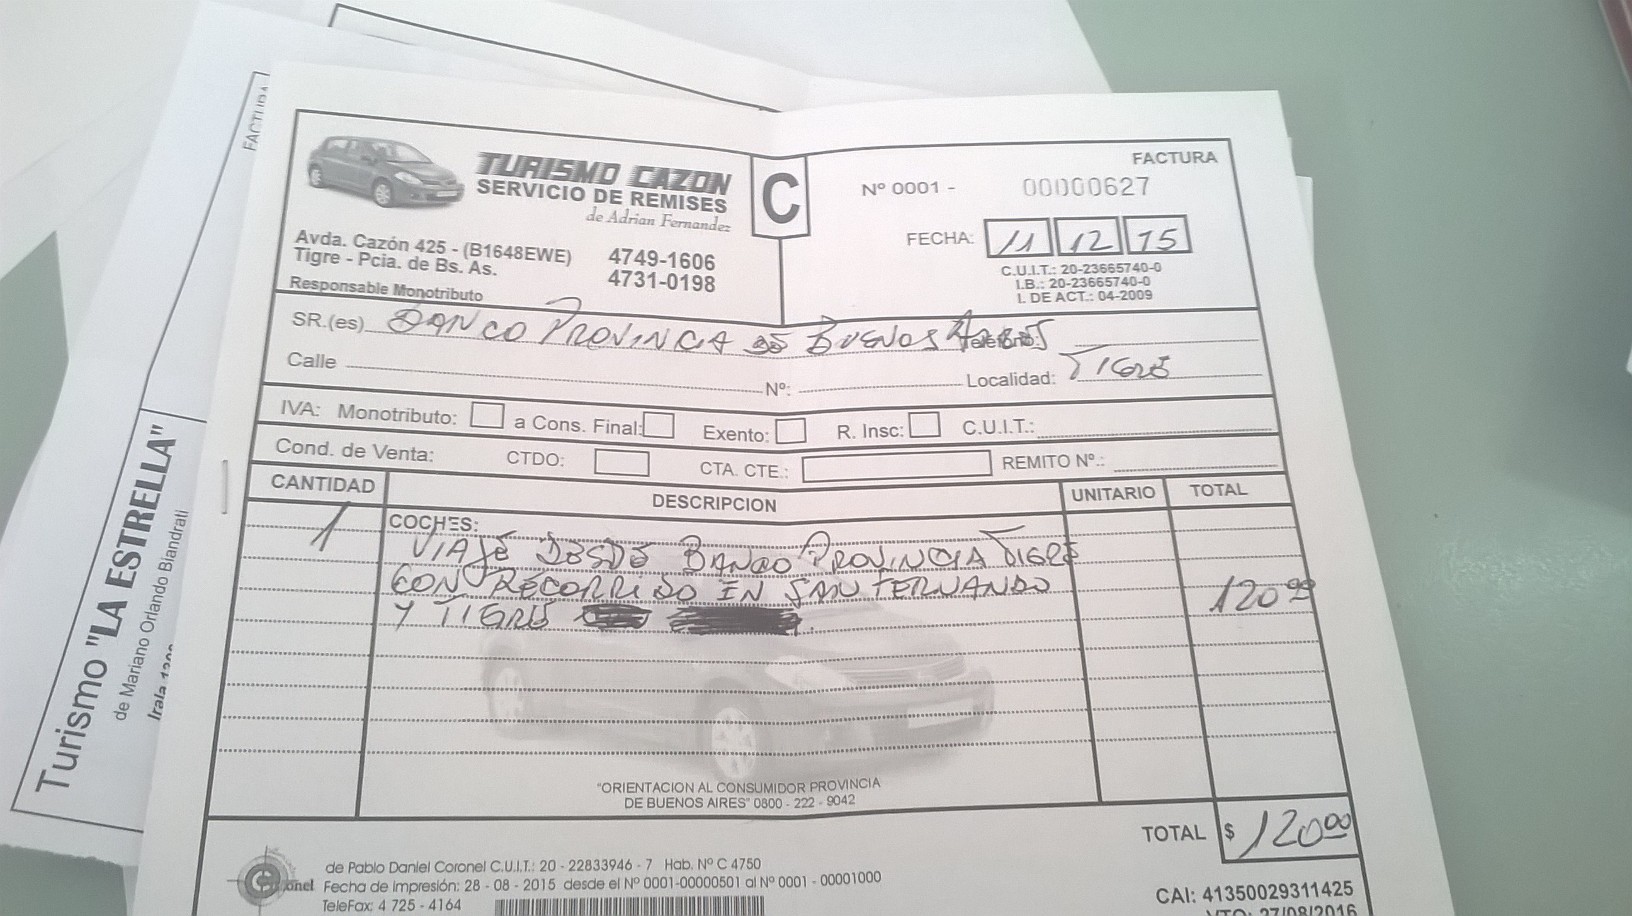 FACTURA
TURISMO CAZON
SERVICIO DE REMISES
de Adrian Fernandez
Avda. Cazón 425 - (B1648EWE)
Tigre - Pcia. de Bs. As.
4749-1606
4731-0198
Responsable Monotributo
C
FACTURA
Nº 0001 - 00000627
FECHA: 11 12 15
C.U.I.T.: 20-23665740-0
I.B.: 20-23665740-0
I. DE ACT.: 04-2009
SR.(es) BANCO PROVINCIA DE BUENOS AIRES Teléfono:
Calle Nº: Localidad: TIGRE
IVA: Monotributo: a Cons. Final: Exento: R. Insc: C.U.I.T.:
Cond. de Venta: CTDO: CTA. CTE.: REMITO Nº.:
CANTIDAD DESCRIPCION UNITARIO TOTAL
COCHES:
1 VIAJE DESDE BANCO PROVINCIA TIGRE
CON RECORRIDO EN SAN FERNANDO 120 00
Y TIGRE
"ORIENTACION AL CONSUMIDOR PROVINCIA
DE BUENOS AIRES" 0800 - 222 - 9042
TOTAL $ 120 00
de Pablo Daniel Coronel C.U.I.T.: 20 - 22833946 - 7 Hab. Nº C 4750
Fecha de impresión: 28 - 08 - 2015 desde el Nº 0001-00000501 al Nº 0001 - 00001000
TeleFax: 4 725 - 4164
CAI: 41350029311425
VTO: 27/08/2016
Turismo "LA ESTRELLA"
de Mariano Orlando Biandrati
Irala